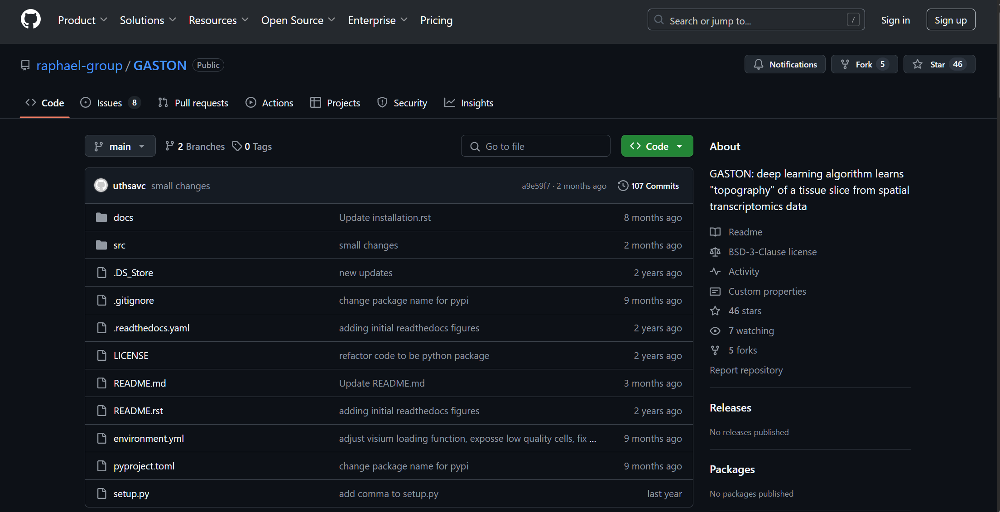 Product Solutions Resources Open Source Enterprise Pricing Search or jump to... / Sign in Sign up
raphael-group / GASTON Public Notifications Fork 5 Star 46
Code Issues 8 Pull requests Actions Projects Security Insights
main 2 Branches 0 Tags Go to file Code
uthsavc small changes a9e59f7 · 2 months ago 107 Commits
docs Update installation.rst 8 months ago
src small changes 2 months ago
.DS_Store new updates 2 years ago
.gitignore change package name for pypi 9 months ago
.readthedocs.yaml adding initial readthedocs figures 2 years ago
LICENSE refactor code to be python package 2 years ago
README.md Update README.md 3 months ago
README.rst adding initial readthedocs figures 2 years ago
environment.yml adjust visium loading function, exposse low quality cells, fix ... 9 months ago
pyproject.toml change package name for pypi 9 months ago
setup.py add comma to setup.py last year
About
GASTON: deep learning algorithm learns
"topography" of a tissue slice from spatial
transcriptomics data
Readme
BSD-3-Clause license
Activity
Custom properties
46 stars
7 watching
5 forks
Report repository
Releases
No releases published
Packages
No packages published